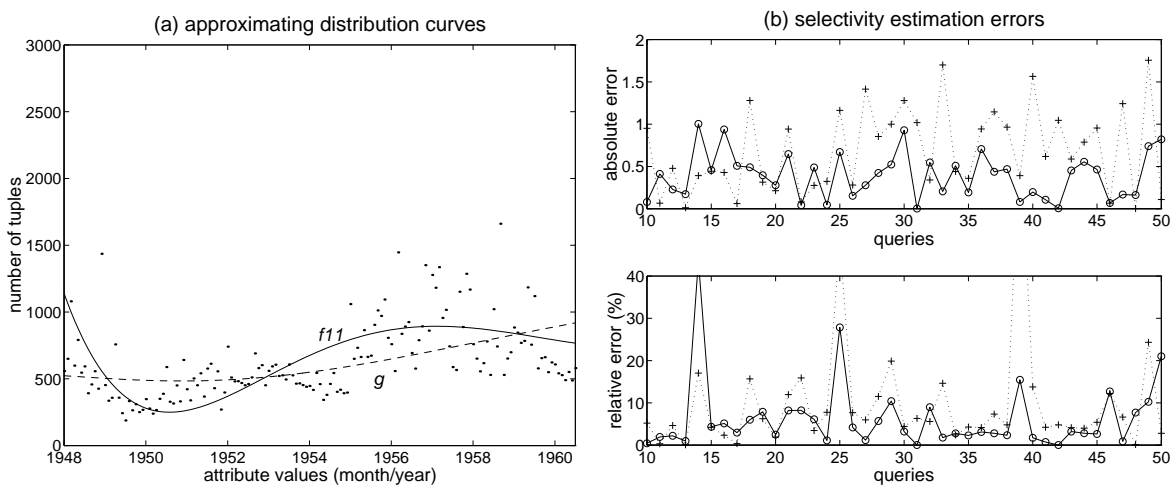 (a) approximating distribution curves
3000
2500
2000
1500
1000
500
0
number of tuples
f11
g
1948 1950 1952 1954 1956 1958 1960
attribute values (month/year)
(b) selectivity estimation errors
2
1.5
1
0.5
0
absolute error
10 15 20 25 30 35 40 45 50
queries
40
30
20
10
0
relative error (%)
10 15 20 25 30 35 40 45 50
queries